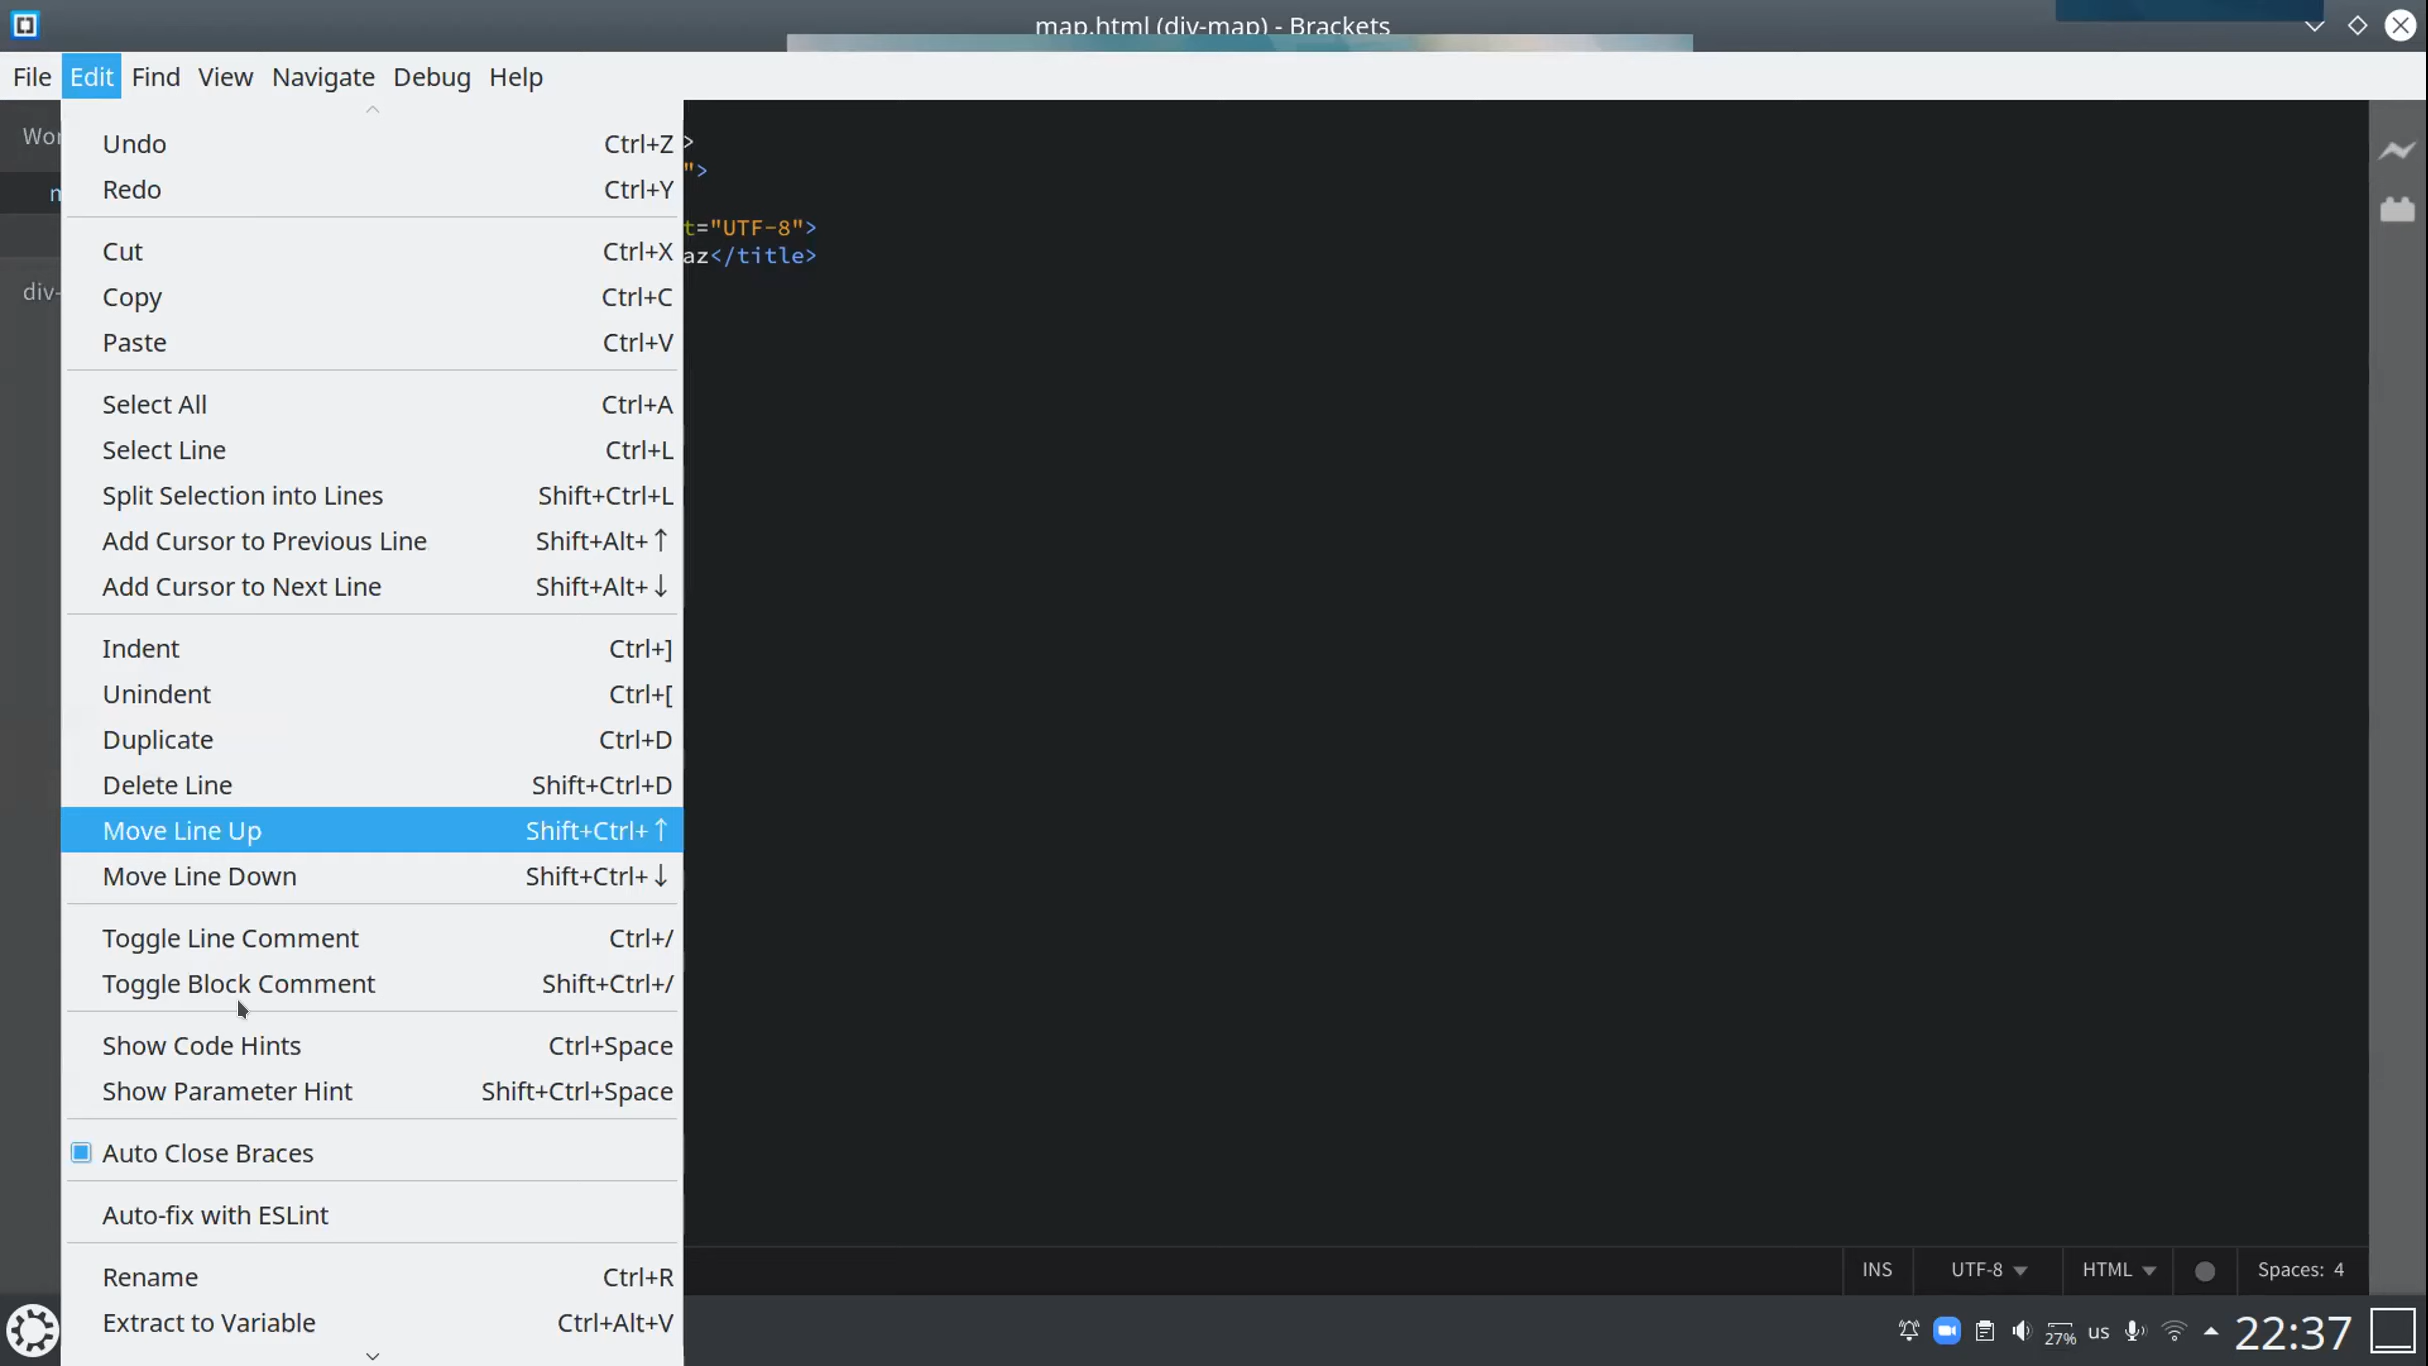 map.html (div-map) - Brackets
File Edit Find View Navigate Debug Help
Undo Ctrl+Z
Redo Ctrl+Y
Cut Ctrl+X
Copy Ctrl+C
Paste Ctrl+V
Select All Ctrl+A
Select Line Ctrl+L
Split Selection into Lines Shift+Ctrl+L
Add Cursor to Previous Line Shift+Alt+↑
Add Cursor to Next Line Shift+Alt+↓
Indent Ctrl+]
Unindent Ctrl+[
Duplicate Ctrl+D
Delete Line Shift+Ctrl+D
Move Line Up Shift+Ctrl+↑
Move Line Down Shift+Ctrl+↓
Toggle Line Comment Ctrl+/
Toggle Block Comment Shift+Ctrl+/
Show Code Hints Ctrl+Space
Show Parameter Hint Shift+Ctrl+Space
Auto Close Braces
Auto-fix with ESLint
Rename Ctrl+R
Extract to Variable Ctrl+Alt+V
Wor
div-
>
">
t="UTF-8">
az</title>
INS UTF-8 HTML Spaces: 4
27% us 22:37